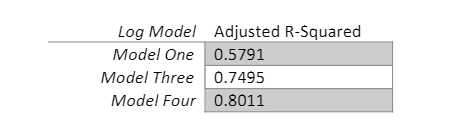 Log Model Adjusted R-Squared
Model One 0.5791
Model Three 0.7495
Model Four 0.8011